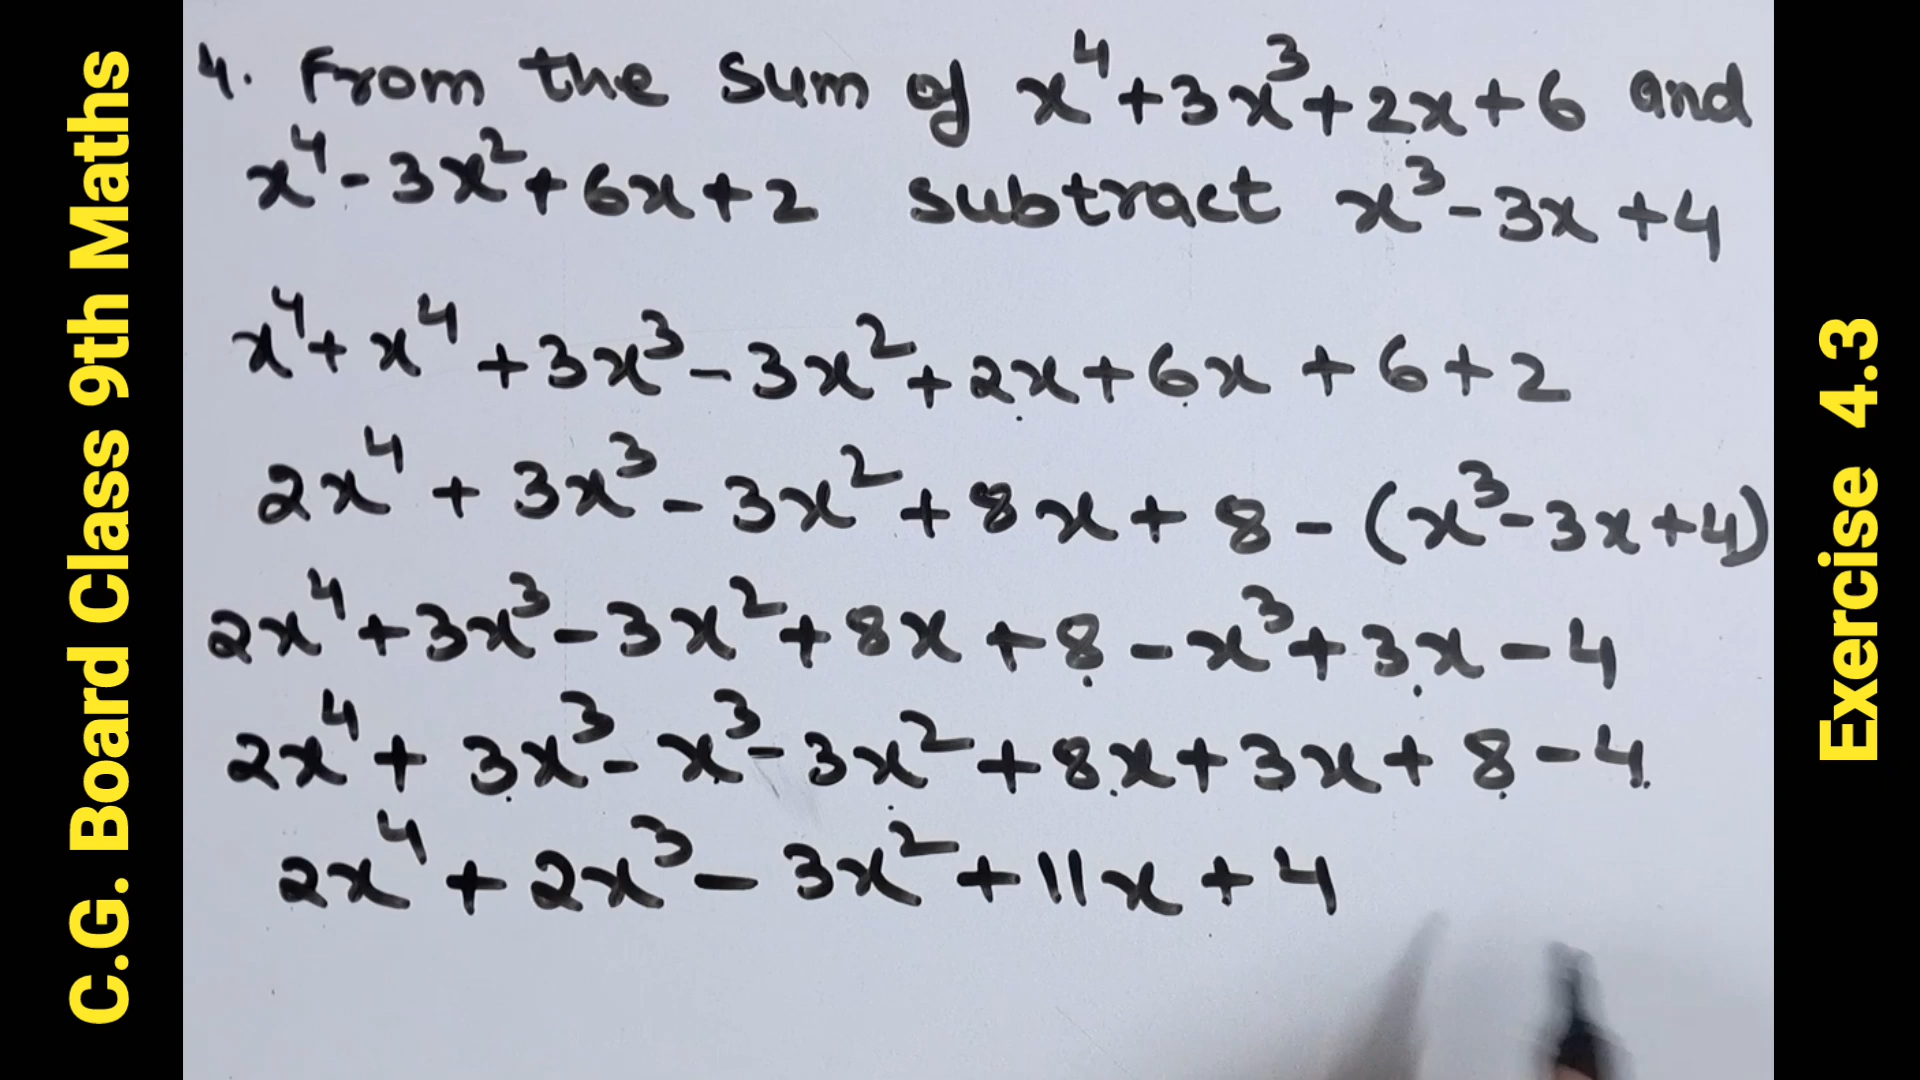 C.G. Board Class 9th Maths
4. From the Sum of x⁴+3x³+2x+6 and
x⁴-3x²+6x+2 subtract x³-3x+4
x⁴+x⁴+3x³-3x²+2x+6x+6+2
2x⁴+3x³-3x²+8x+8-(x³-3x+4)
2x⁴+3x³-3x²+8x+8-x³+3x-4
2x⁴+3x³-x³-3x²+8x+3x+8-4
2x⁴+2x³-3x²+11x+4
Exercise 4.3